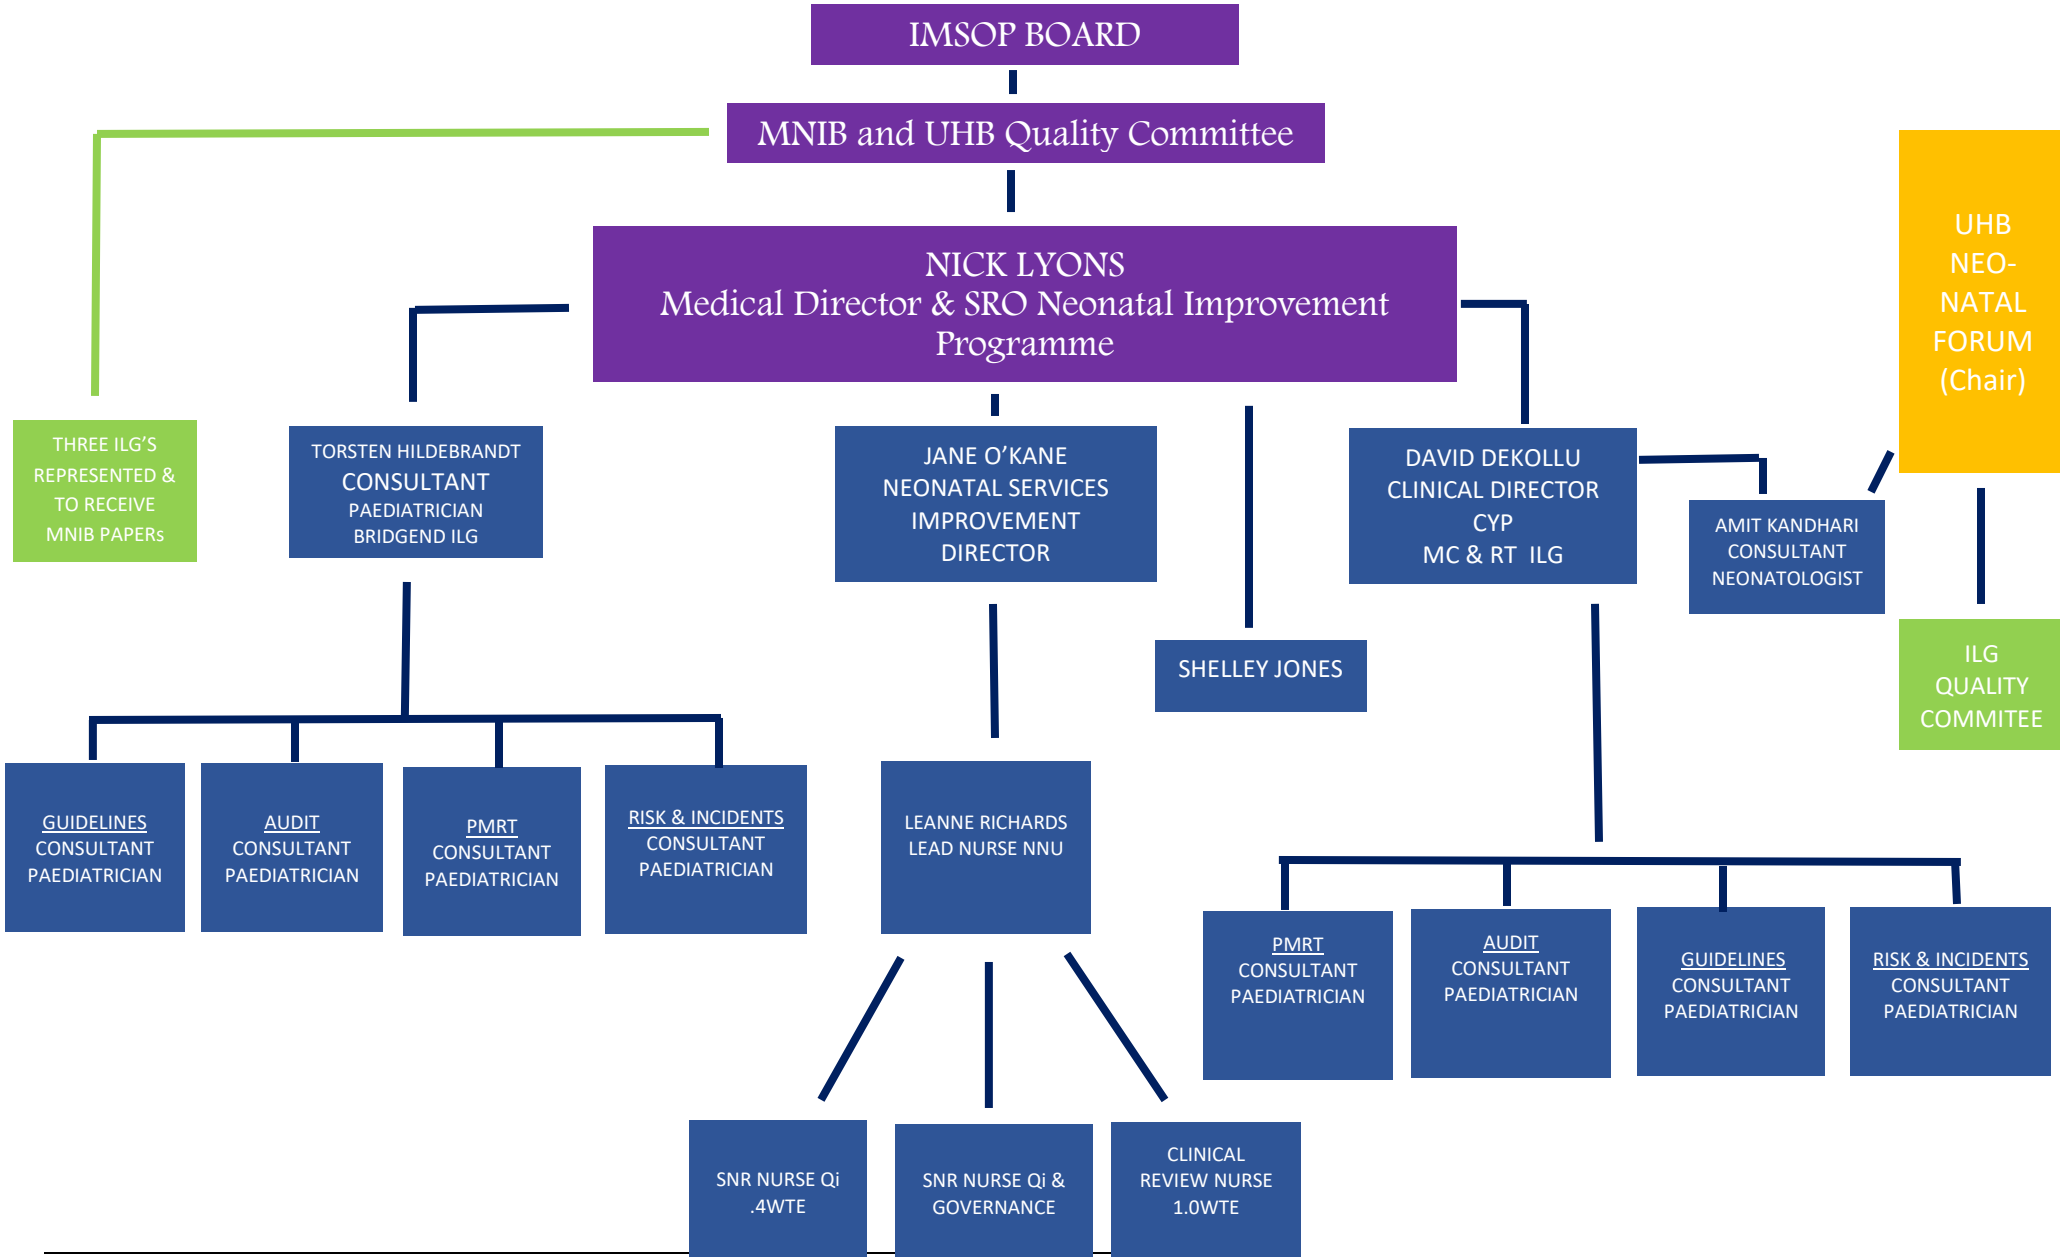 IMSOP BOARD
MNIB and UHB Quality Committee
NICK LYONS
Medical Director & SRO Neonatal Improvement
Programme
UHB
NEO-
NATAL
FORUM
(Chair)
THREE ILG’S
REPRESENTED &
TO RECEIVE
MNIB PAPERs
TORSTEN HILDEBRANDT
CONSULTANT
PAEDIATRICIAN
BRIDGEND ILG
JANE O’KANE
NEONATAL SERVICES
IMPROVEMENT
DIRECTOR
DAVID DEKOLLU
CLINICAL DIRECTOR
CYP
MC & RT ILG
AMIT KANDHARI
CONSULTANT
NEONATOLOGIST
SHELLEY JONES
ILG
QUALITY
COMMITEE
GUIDELINES
CONSULTANT
PAEDIATRICIAN
AUDIT
CONSULTANT
PAEDIATRICIAN
PMRT
CONSULTANT
PAEDIATRICIAN
RISK & INCIDENTS
CONSULTANT
PAEDIATRICIAN
LEANNE RICHARDS
LEAD NURSE NNU
PMRT
CONSULTANT
PAEDIATRICIAN
AUDIT
CONSULTANT
PAEDIATRICIAN
GUIDELINES
CONSULTANT
PAEDIATRICIAN
RISK & INCIDENTS
CONSULTANT
PAEDIATRICIAN
SNR NURSE Qi
.4WTE
SNR NURSE Qi &
GOVERNANCE
CLINICAL
REVIEW NURSE
1.0WTE